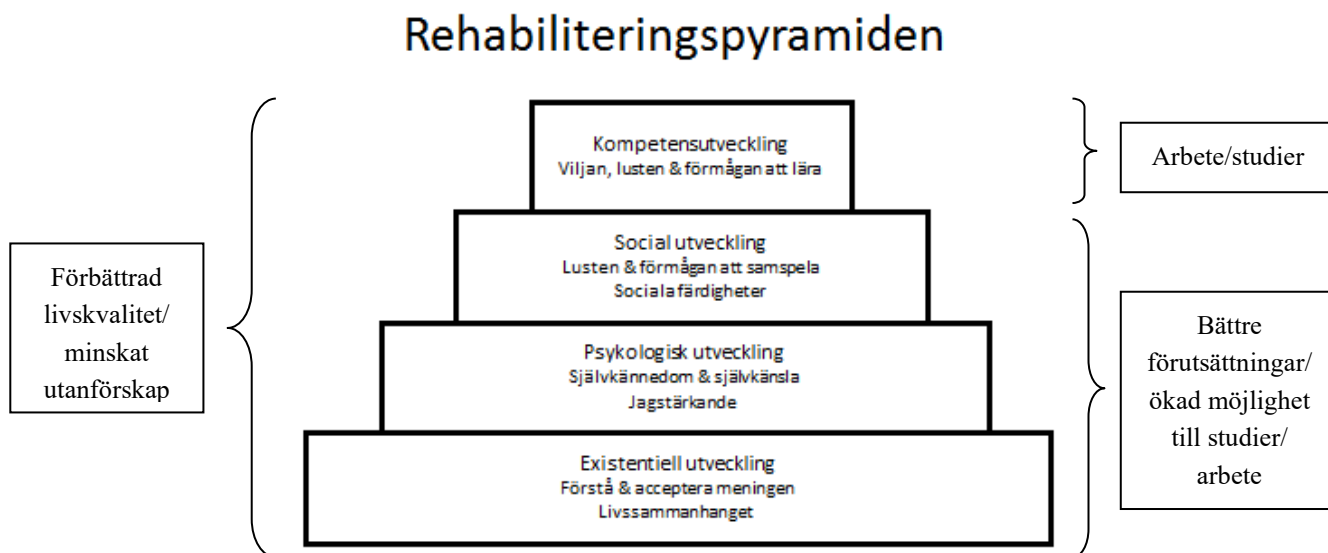 Rehabiliteringspyramiden
Kompetensutveckling
Viljan, lusten & förmågan att lära
Social utveckling
Lusten & förmågan att samspela
Sociala färdigheter
Psykologisk utveckling
Självkännedom & självkänsla
Jagstärkande
Existentiell utveckling
Förstå & acceptera meningen
Livssammanhanget
Förbättrad
livskvalitet/
minskat
utanförskap
Arbete/studier
Bättre
förutsättningar/
ökad möjlighet
till studier/
arbete